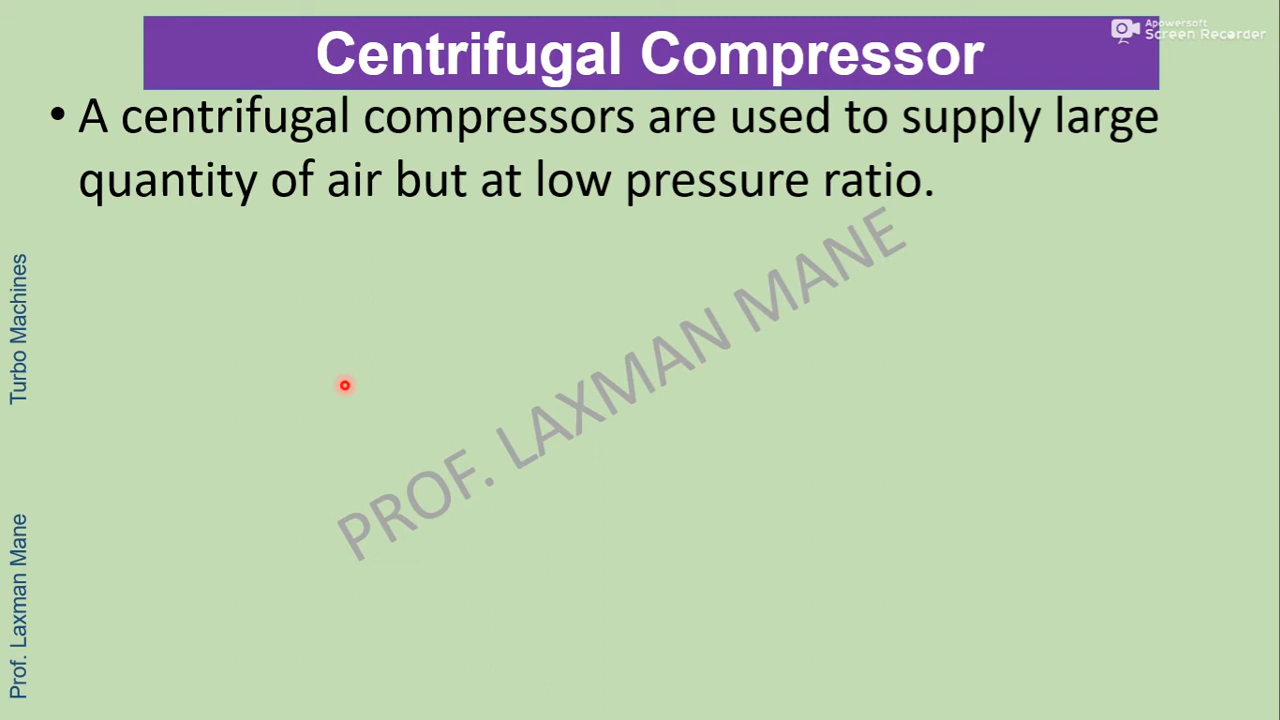 Centrifugal Compressor
Apowersoft
Screen Recorder
• A centrifugal compressors are used to supply large
quantity of air but at low pressure ratio.
PROF. LAXMAN MANE
Turbo Machines
Prof. Laxman Mane